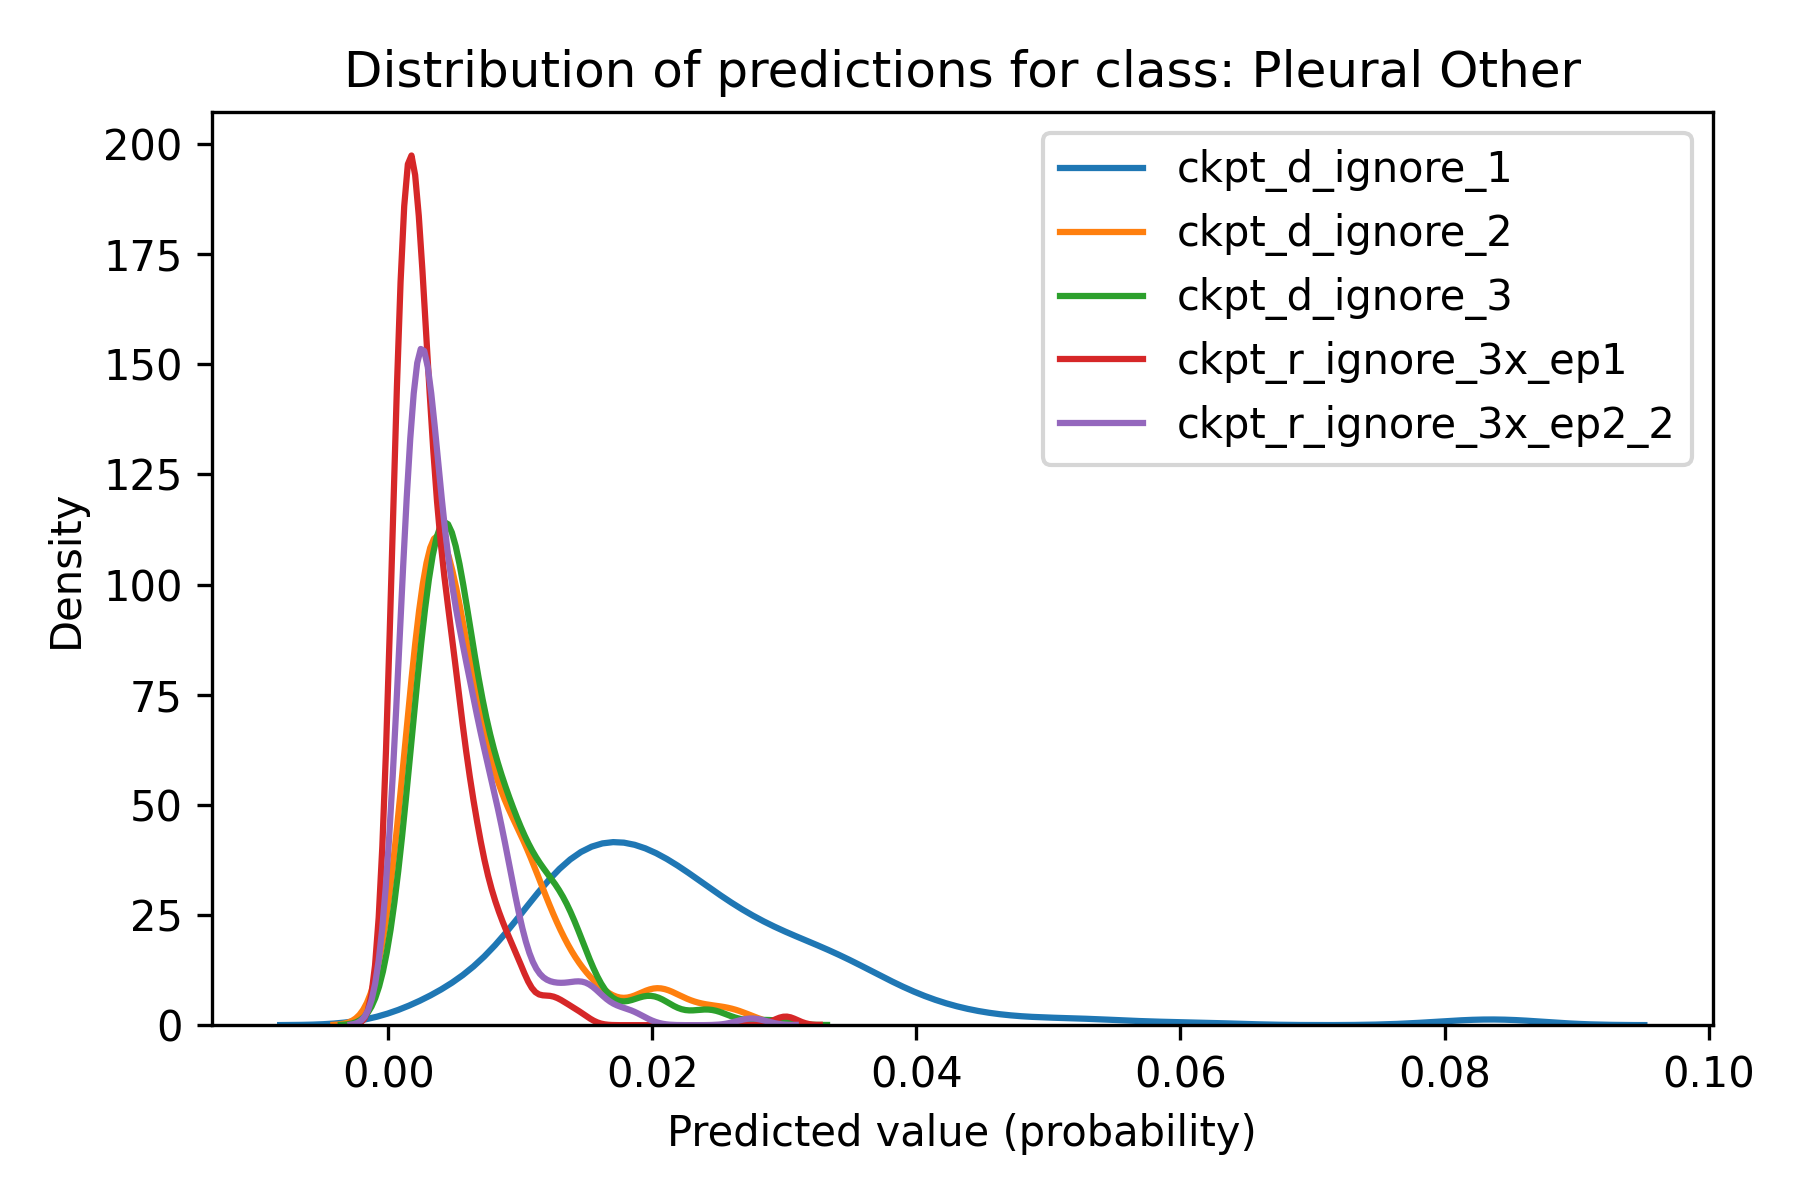 Distribution of predictions for class: Pleural Other
200
175
150
125
100
75
50
25
0
Density
ckpt_d_ignore_1
ckpt_d_ignore_2
ckpt_d_ignore_3
ckpt_r_ignore_3x_ep1
ckpt_r_ignore_3x_ep2_2
0.00 0.02 0.04 0.06 0.08 0.10
Predicted value (probability)